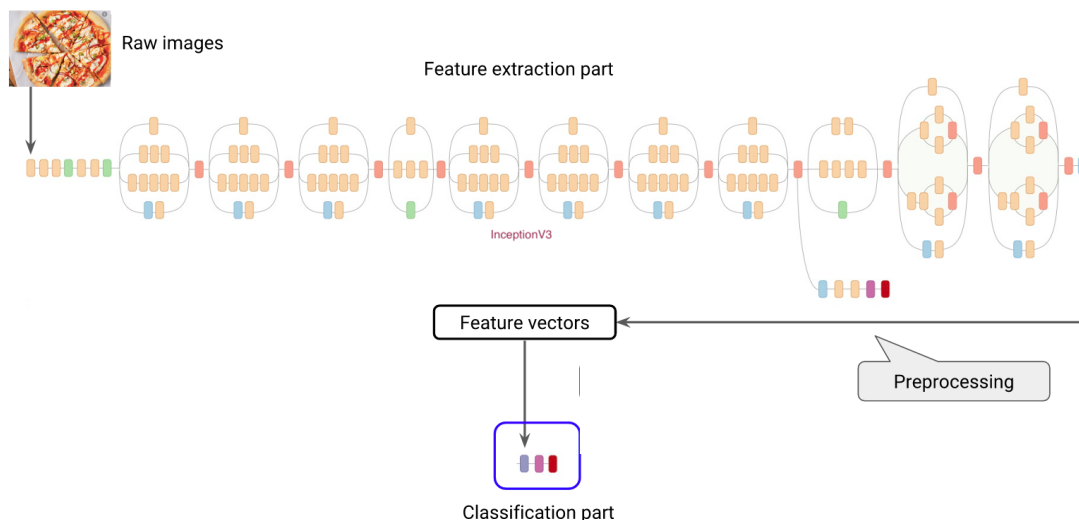 Raw images
Feature extraction part
InceptionV3
Feature vectors
Preprocessing
Classification part